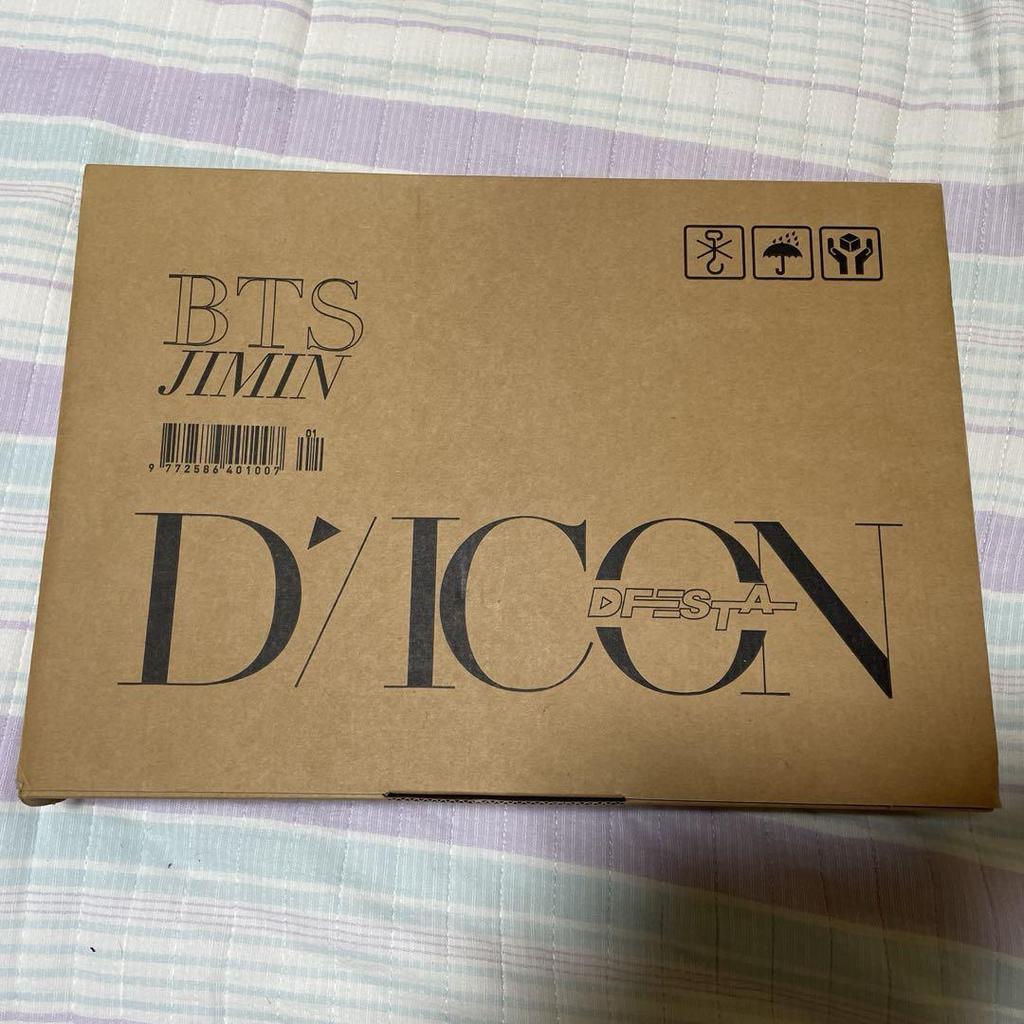 BTS
JIMIN
01
9 772586 401007
D'/ICON
DFESTA